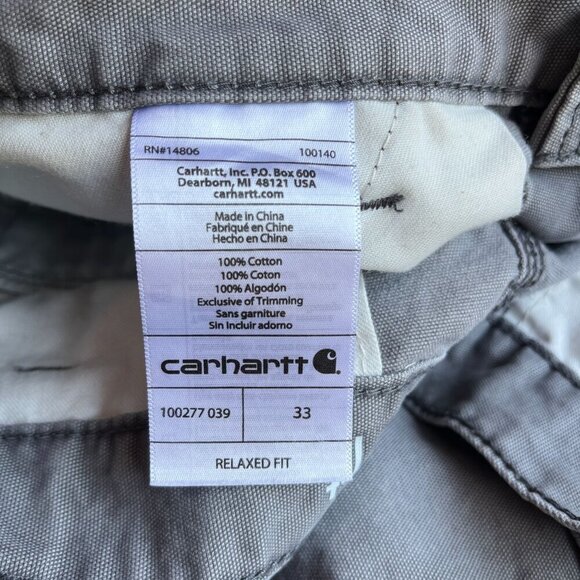 RN#14806 100140
Carhartt, Inc. P.O. Box 600
Dearborn, MI 48121 USA
carhartt.com
Made in China
Fabriqué en Chine
Hecho en China
100% Cotton
100% Coton
100% Algodón
Exclusive of Trimming
Sans garniture
Sin Incluir adorno
carhartt
100277 039 33
RELAXED FIT